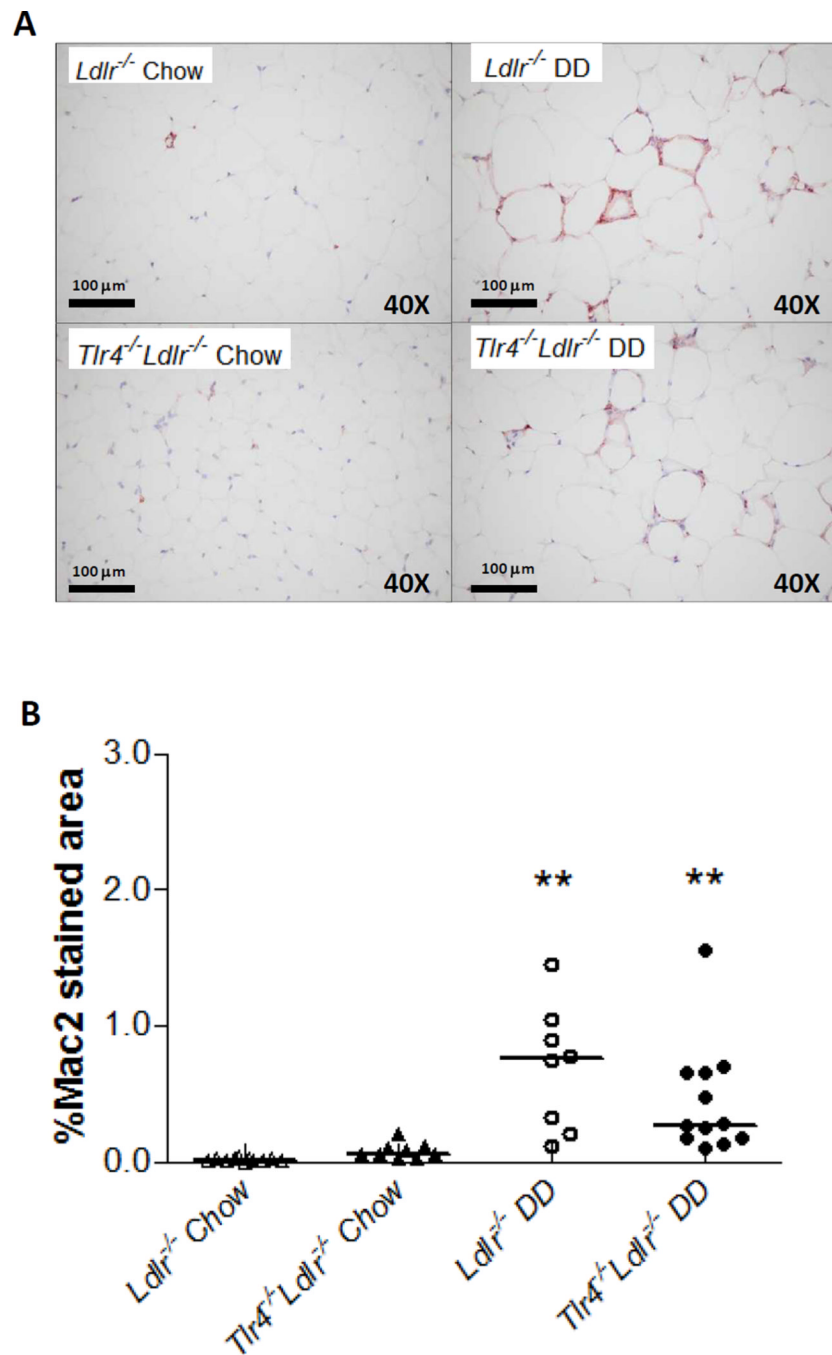 A
Ldlr-/- Chow
Ldlr-/- DD
100 µm
40X
100 µm
40X
Tlr4-/-Ldlr-/- Chow
Tlr4-/-Ldlr-/- DD
100 µm
40X
100 µm
40X
B
%Mac2 stained area
3.0
2.0
1.0
0.0
**
**
Ldlr-/- Chow
Tlr4-/-Ldlr-/- Chow
Ldlr-/- DD
Tlr4-/-Ldlr-/- DD